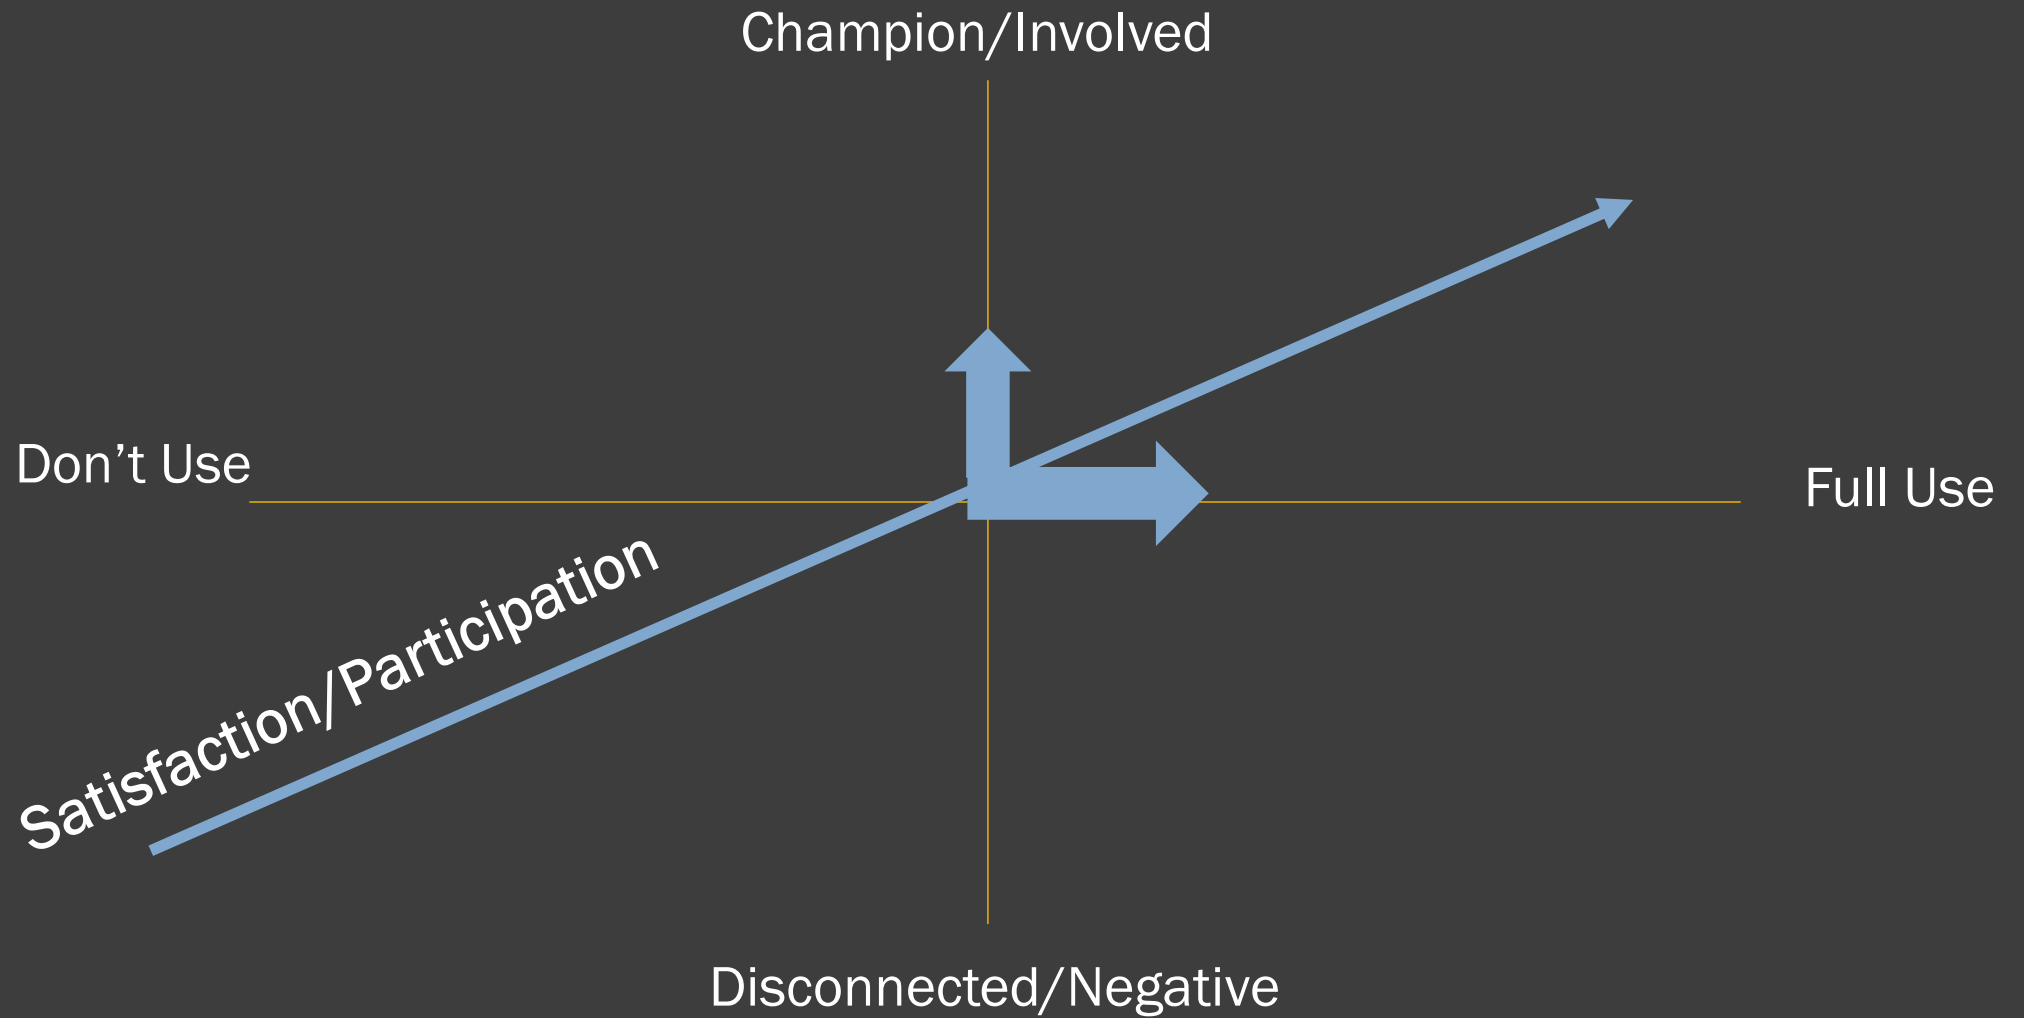 Champion/Involved
Don’t Use
Full Use
Satisfaction/Participation
Disconnected/Negative